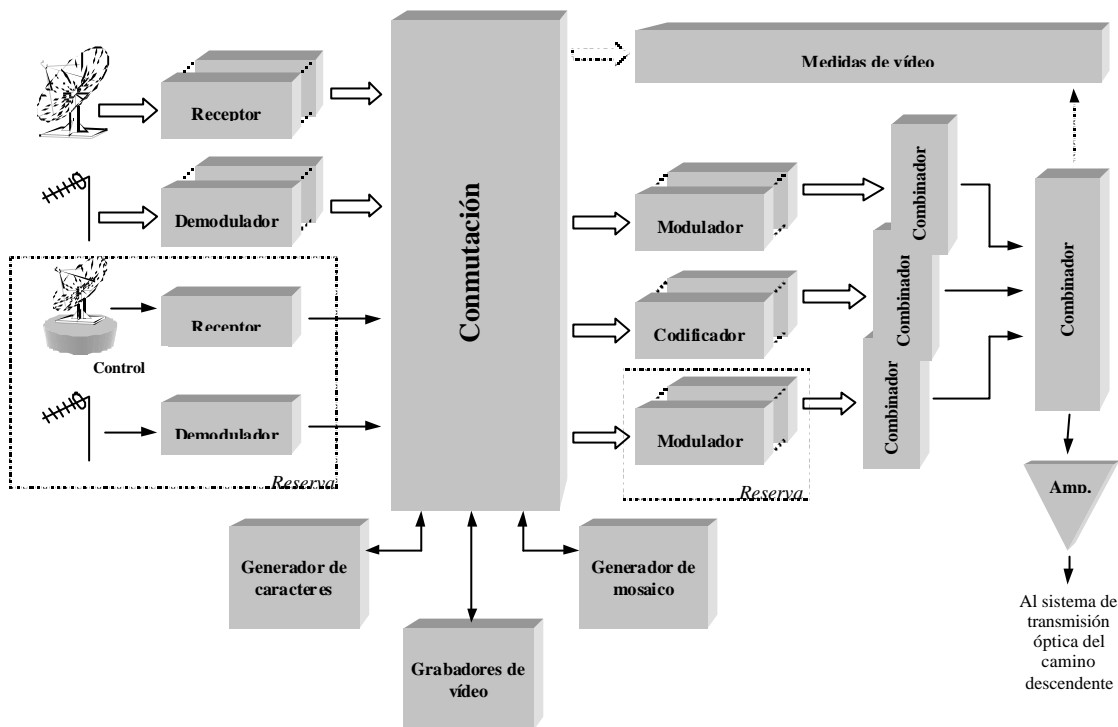 Medidas de vídeo
Receptor
Demodulador
Receptor
Control
Demodulador
Reserva
Conmutación
Modulador
Codificador
Modulador
Reserva
Combinador
Combinador
Combinador
Combinador
Amp.
Generador de
caracteres
Generador de
mosaico
Grabadores de
vídeo
Al sistema de
transmisión
óptica del
camino
descendente